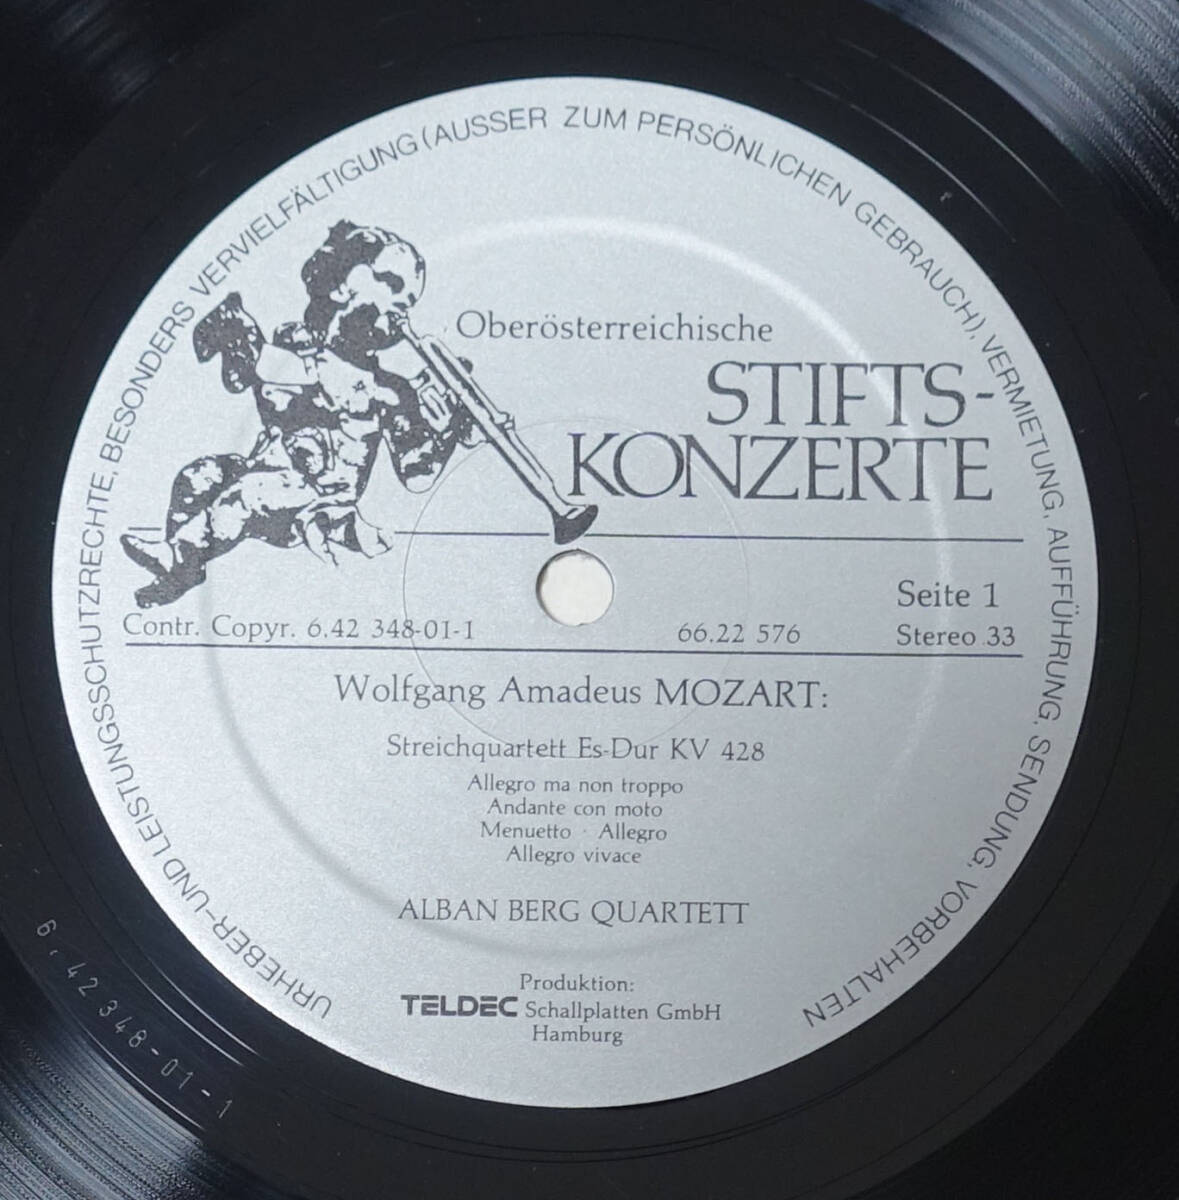 URHEBER-UND LEISTUNGSSCHUTZRECHTE, BESONDERS VERVIELFÄLTIGUNG (AUSSER ZUM PERSÖNLICHEN GEBRAUCH), VERMIETUNG, AUFFÜHRUNG, SENDUNG, VORBEHALTEN
Oberösterreichische
STIFTS-
KONZERTE
Seite 1
Contr. Copyr. 6.42 348-01-1 66.22 576 Stereo 33
Wolfgang Amadeus MOZART:
Streichquartett Es-Dur KV 428
Allegro ma non troppo
Andante con moto
Menuetto · Allegro
Allegro vivace
ALBAN BERG QUARTETT
Produktion:
TELDEC Schallplatten GmbH
Hamburg
6.42348-01-1